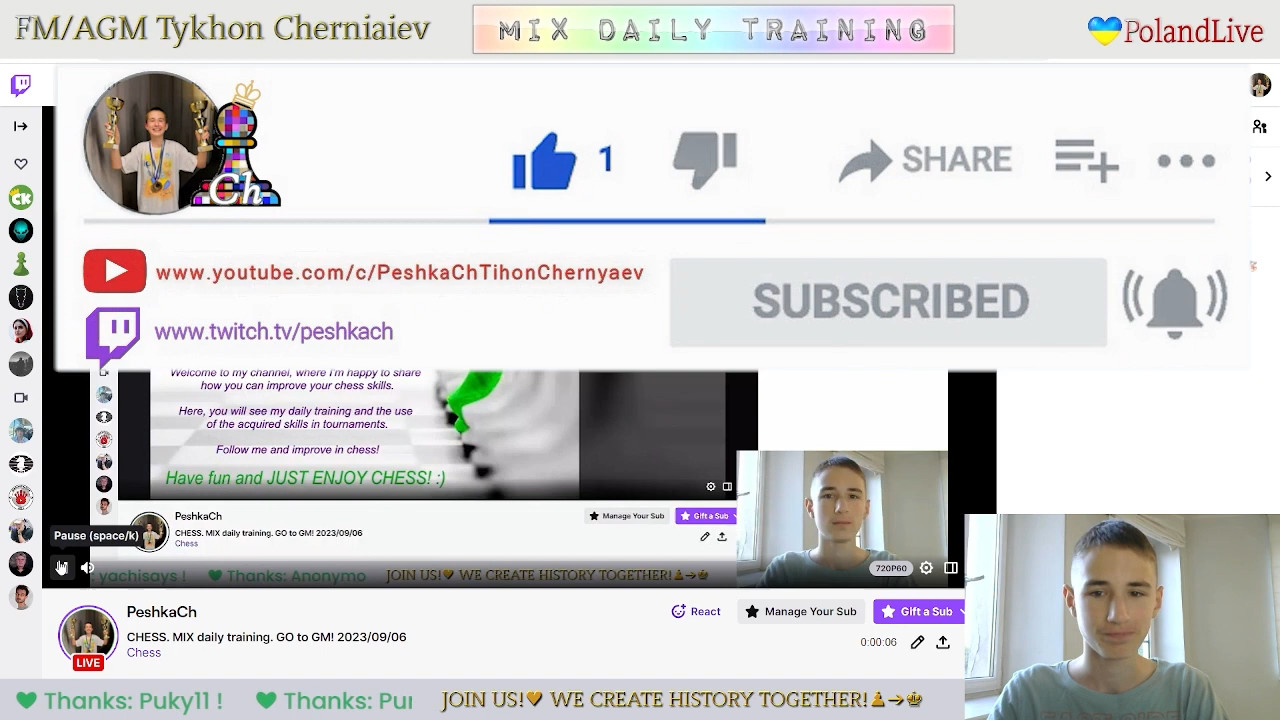 FM/AGM Tykhon Cherniaiev
MIX DAILY TRAINING
PolandLive
Ch
1
SHARE
www.youtube.com/c/PeshkaChTihonChernyaev
SUBSCRIBED
www.twitch.tv/peshkach
Welcome to my channel, where I'm happy to share
how you can improve your chess skills.
Here, you will see my daily training and the use
of the acquired skills in tournaments.
Follow me and improve in chess!
Have fun and JUST ENJOY CHESS! :)
PeshkaCh
Manage Your Sub
Gift a Sub
CHESS. MIX daily training. GO to GM! 2023/09/06
Chess
Pause (space/k)
yachisays !
Thanks: Anonymo
JOIN US! WE CREATE HISTORY TOGETHER!
720P60
PeshkaCh
React
Manage Your Sub
Gift a Sub
CHESS. MIX daily training. GO to GM! 2023/09/06
Chess
0:00:06
LIVE
Thanks: Puky11 !
Thanks: Pu
JOIN US! WE CREATE HISTORY TOGETHER!
CK